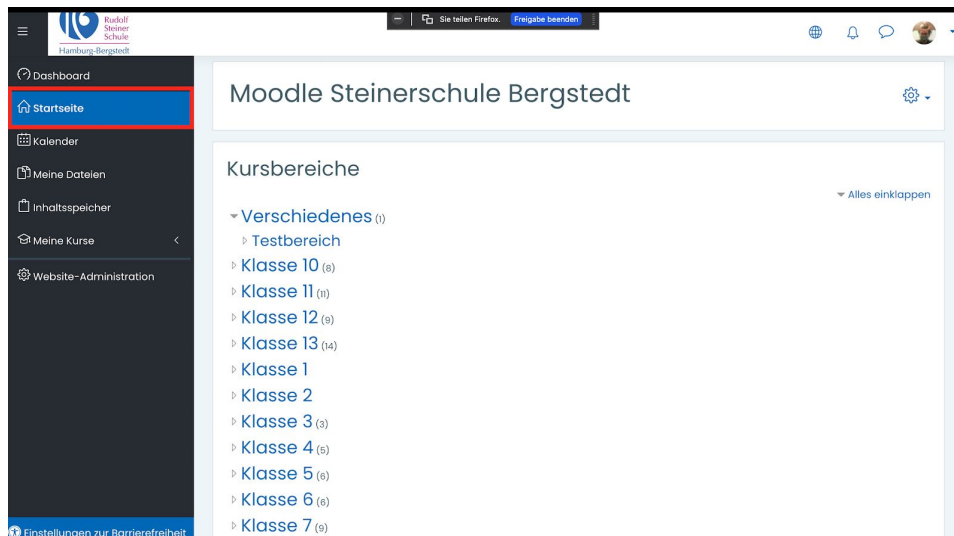 Rudolf
Steiner
Schule
Hamburg-Bergstedt
Sie teilen Firefox.
Freigabe beenden
Dashboard
Startseite
Kalender
Meine Dateien
Inhaltsspeicher
Meine Kurse
Website-Administration
Einstellungen zur Barrierefreiheit
Moodle Steinerschule Bergstedt
Kursbereiche
Alles einklappen
Verschiedenes (1)
Testbereich
Klasse 10 (8)
Klasse 11 (11)
Klasse 12 (9)
Klasse 13 (14)
Klasse 1
Klasse 2
Klasse 3 (3)
Klasse 4 (5)
Klasse 5 (6)
Klasse 6 (6)
Klasse 7 (9)